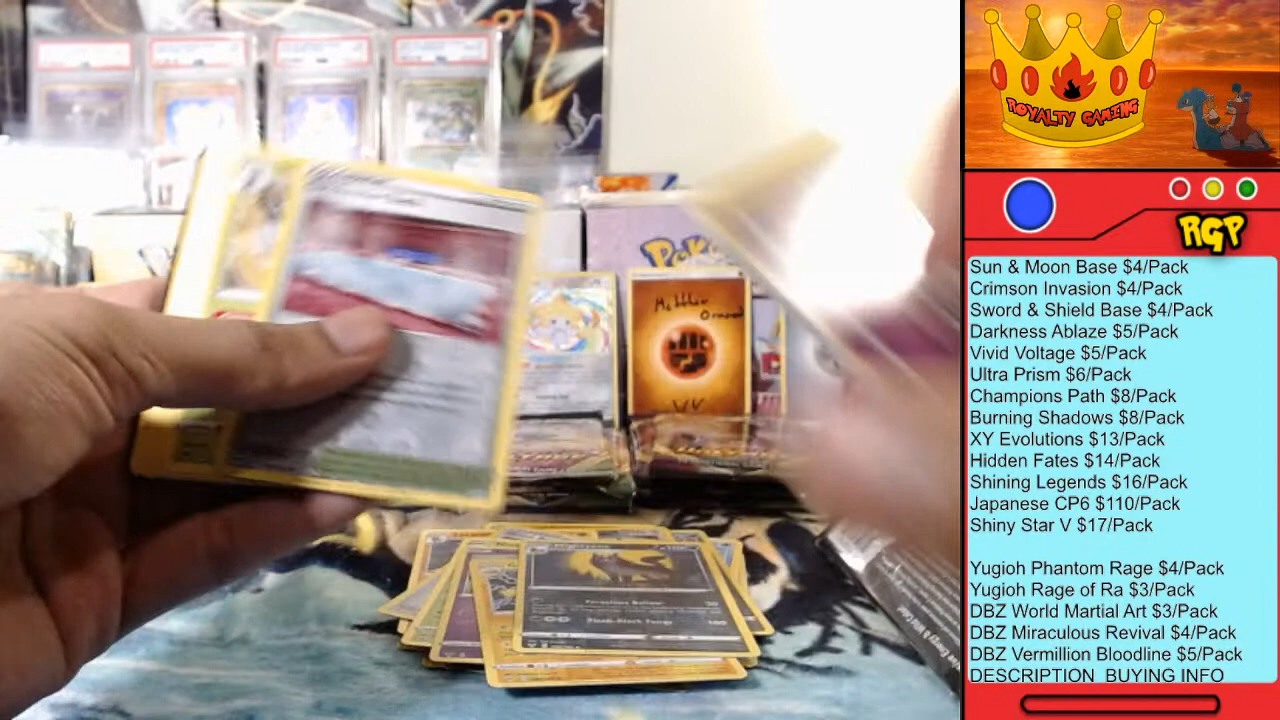 ROYALTY GAMING
RGP
Sun & Moon Base $4/Pack
Crimson Invasion $4/Pack
Sword & Shield Base $4/Pack
Darkness Ablaze $5/Pack
Vivid Voltage $5/Pack
Ultra Prism $6/Pack
Champions Path $8/Pack
Burning Shadows $8/Pack
XY Evolutions $13/Pack
Hidden Fates $14/Pack
Shining Legends $16/Pack
Japanese CP6 $110/Pack
Shiny Star V $17/Pack
Yugioh Phantom Rage $4/Pack
Yugioh Rage of Ra $3/Pack
DBZ World Martial Art $3/Pack
DBZ Miraculous Revival $4/Pack
DBZ Vermillion Bloodline $5/Pack
DESCRIPTION BUYING INFO